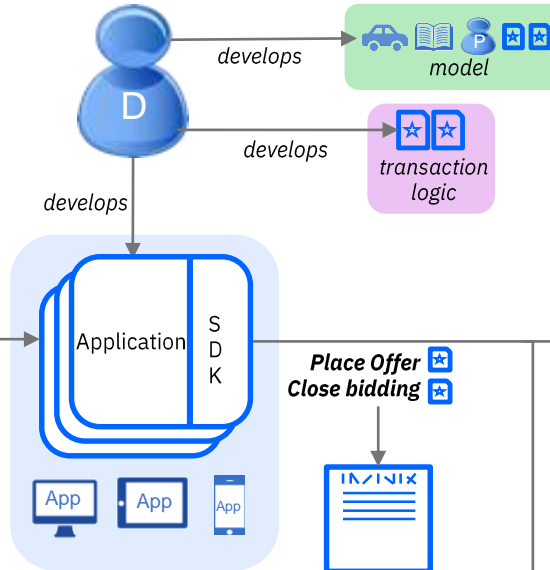 develops
P
model
D
develops
transaction
logic
develops
Application
S
D
K
Place Offer
Close bidding
App
App
App